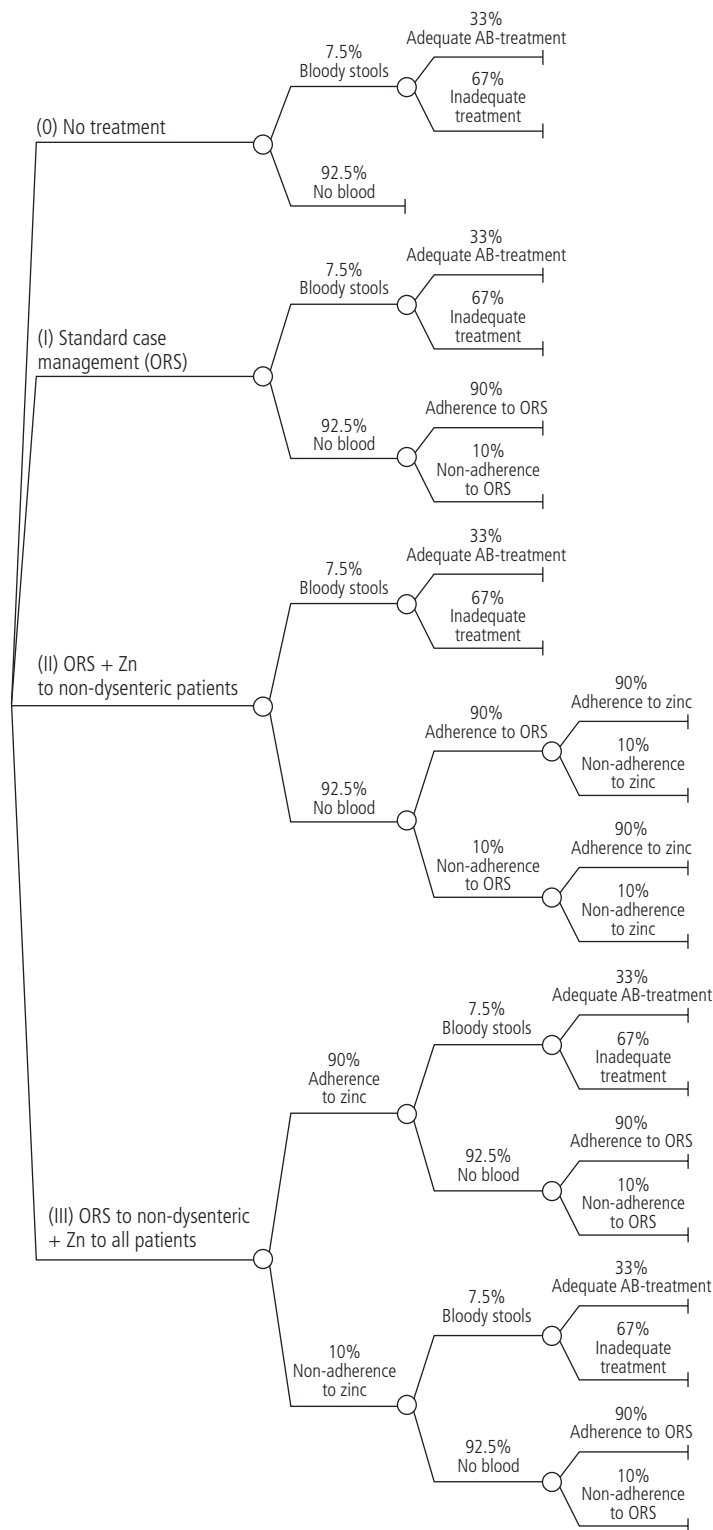 33%
Adequate AB-treatment
7.5%
Bloody stools
67%
Inadequate
treatment
(0) No treatment
92.5%
No blood
33%
Adequate AB-treatment
7.5%
Bloody stools
67%
Inadequate
treatment
(I) Standard case
management (ORS)
90%
Adherence to ORS
92.5%
No blood
10%
Non-adherence
to ORS
33%
Adequate AB-treatment
7.5%
Bloody stools
67%
Inadequate
treatment
(II) ORS + Zn
to non-dysenteric patients
90%
Adherence to zinc
90%
Adherence to ORS
10%
Non-adherence
to zinc
92.5%
No blood
90%
Adherence to zinc
10%
Non-adherence
to ORS
10%
Non-adherence
to zinc
33%
Adequate AB-treatment
7.5%
Bloody stools
67%
Inadequate
treatment
90%
Adherence
to zinc
90%
Adherence to ORS
92.5%
No blood
10%
Non-adherence
to ORS
(III) ORS to non-dysenteric
+ Zn to all patients
33%
Adequate AB-treatment
7.5%
Bloody stools
67%
Inadequate
treatment
10%
Non-adherence
to zinc
90%
Adherence to ORS
92.5%
No blood
10%
Non-adherence
to ORS